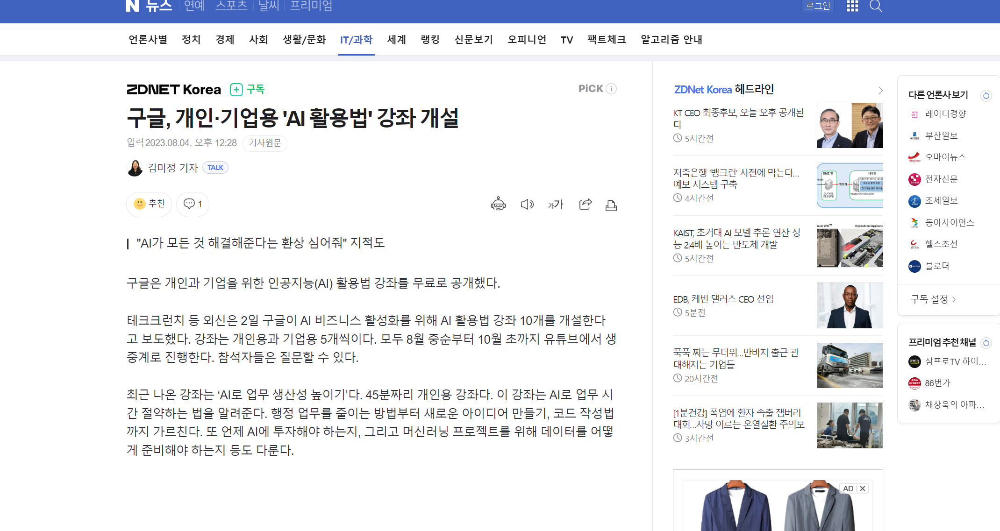 N 뉴스 연예 스포츠 날씨 프리미엄
로그인
언론사별 정치 경제 사회 생활/문화 IT/과학 세계 랭킹 신문보기 오피니언 TV 팩트체크 알고리즘 안내
ZDNET Korea 구독
PiCK
구글, 개인·기업용 'AI 활용법' 강좌 개설
입력 2023.08.04. 오후 12:28 기사원문
김미정 기자 TALK
추천 1
가가
"AI가 모든 것 해결해준다는 환상 심어줘" 지적도
구글은 개인과 기업을 위한 인공지능(AI) 활용법 강좌를 무료로 공개했다.
테크크런치 등 외신은 2일 구글이 AI 비즈니스 활성화를 위해 AI 활용법 강좌 10개를 개설한다
고 보도했다. 강좌는 개인용과 기업용 5개씩이다. 모두 8월 중순부터 10월 초까지 유튜브에서 생
중계로 진행한다. 참석자들은 질문할 수 있다.
최근 나온 강좌는 ‘AI로 업무 생산성 높이기’다. 45분짜리 개인용 강좌다. 이 강좌는 AI로 업무 시
간 절약하는 법을 알려준다. 행정 업무를 줄이는 방법부터 새로운 아이디어 만들기, 코드 작성법
까지 가르친다. 또 언제 AI에 투자해야 하는지, 그리고 머신러닝 프로젝트를 위해 데이터를 어떻
게 준비해야 하는지 등도 다룬다.
ZDNet Korea 헤드라인
KT CEO 최종후보, 오늘 오후 공개된
다
5시간전
저축은행 ‘뱅크런’ 사전에 막는다…
예보 시스템 구축
4시간전
DMZ 망
내부망
망연계
KAIST, 초거대 AI 모델 추론 연산 성
능 2.4배 높이는 반도체 개발
5시간전
Accel LPU™
HyperAccel Appliance
EDB, 케빈 댈러스 CEO 선임
5분전
푹푹 찌는 무더위…반바지 출근 관
대해지는 기업들
20시간전
[1분건강] 폭염에 환자 속출 잼버리
대회…사망 이르는 온열질환 주의보
3시간전
AD
다른 언론사 보기
레이디경향
부산일보
오마이뉴스
전자신문
조세일보
동아사이언스
헬스조선
블로터
구독 설정
프리미엄 추천 채널
삼프로TV 하이…
86번가
채상욱의 아파…